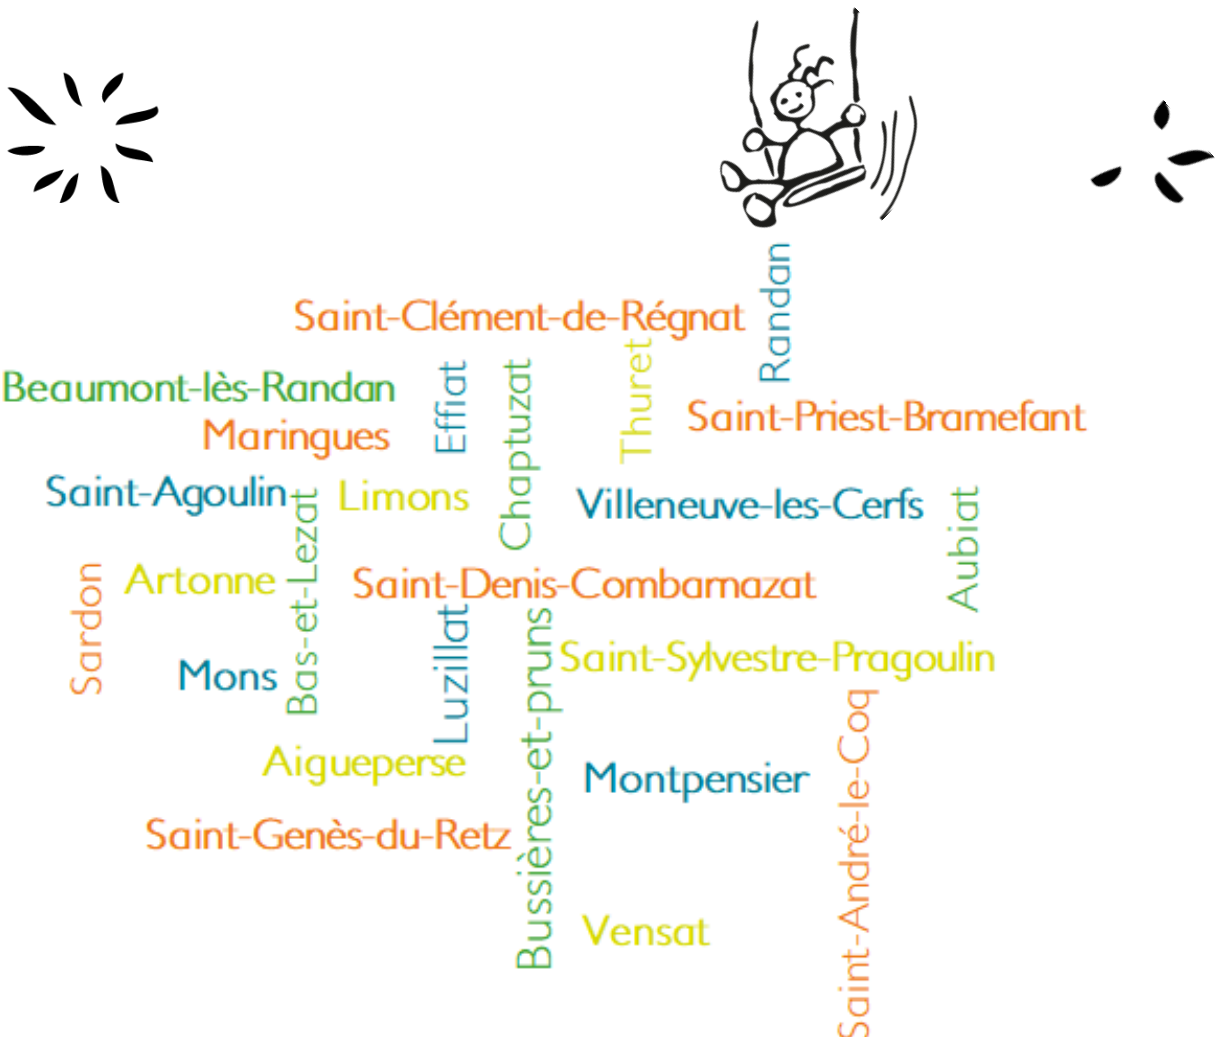 Randan
Saint-Clément-de-Régnat
Thuret
Effiat
Chaptuzat
Beaumont-lès-Randan
Saint-Priest-Bramefant
Maringues
Saint-Agoulin
Limons
Villeneuve-les-Cerfs
Aubiat
Bas-et-Lezat
Sardon
Artonne
Saint-Denis-Combarnazat
Luzillat
Bussières-et-pruns
Saint-Sylvestre-Pragoulin
Mons
Saint-André-le-Coq
Aigueperse
Montpensier
Saint-Genès-du-Retz
Vensat